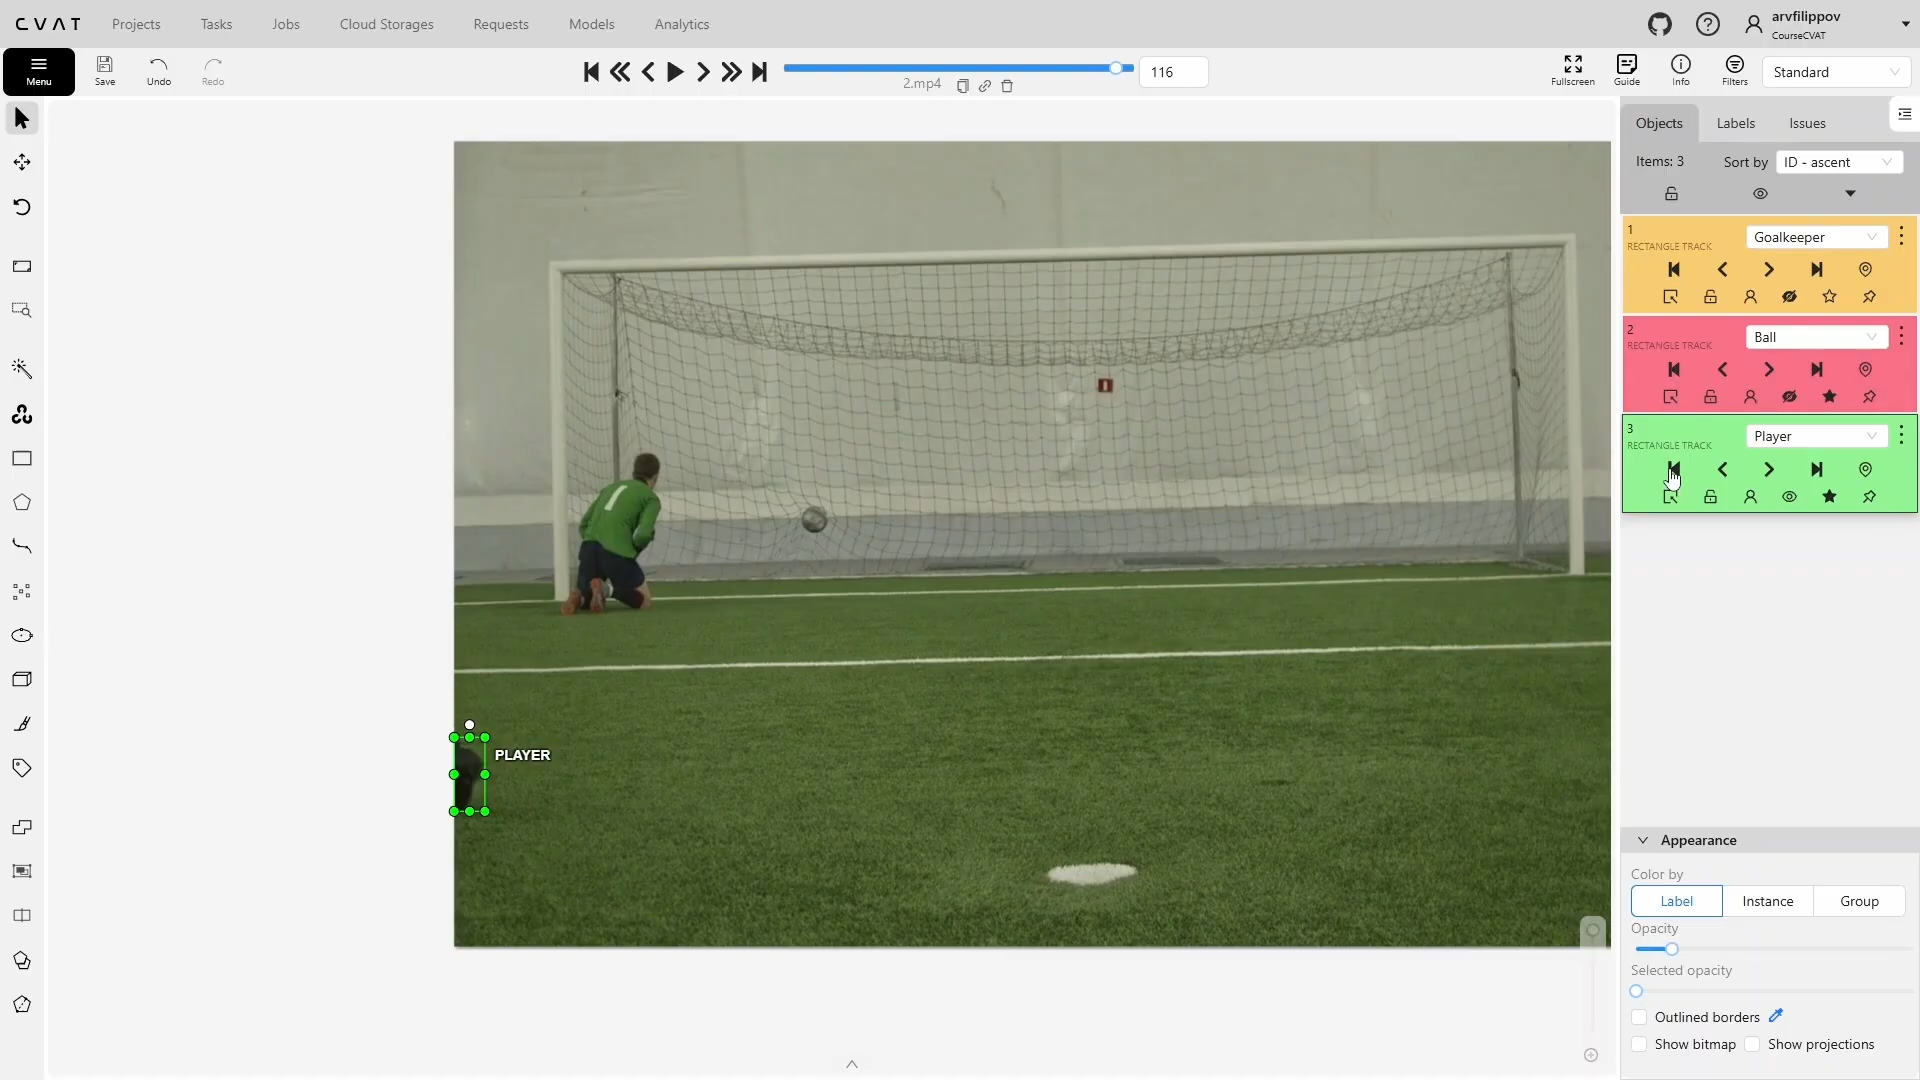 CVAT Projects Tasks Jobs Cloud Storages Requests Models Analytics
arvfilippov
CourseCVAT
Menu Save Undo Redo
2.mp4
116
Fullscreen Guide Info Filters Standard
Objects Labels Issues
Items: 3 Sort by ID - ascent
1
RECTANGLE TRACK
Goalkeeper
2
RECTANGLE TRACK
Ball
3
RECTANGLE TRACK
Player
1
PLAYER
Appearance
Color by
Label Instance Group
Opacity
Selected opacity
Outlined borders
Show bitmap Show projections